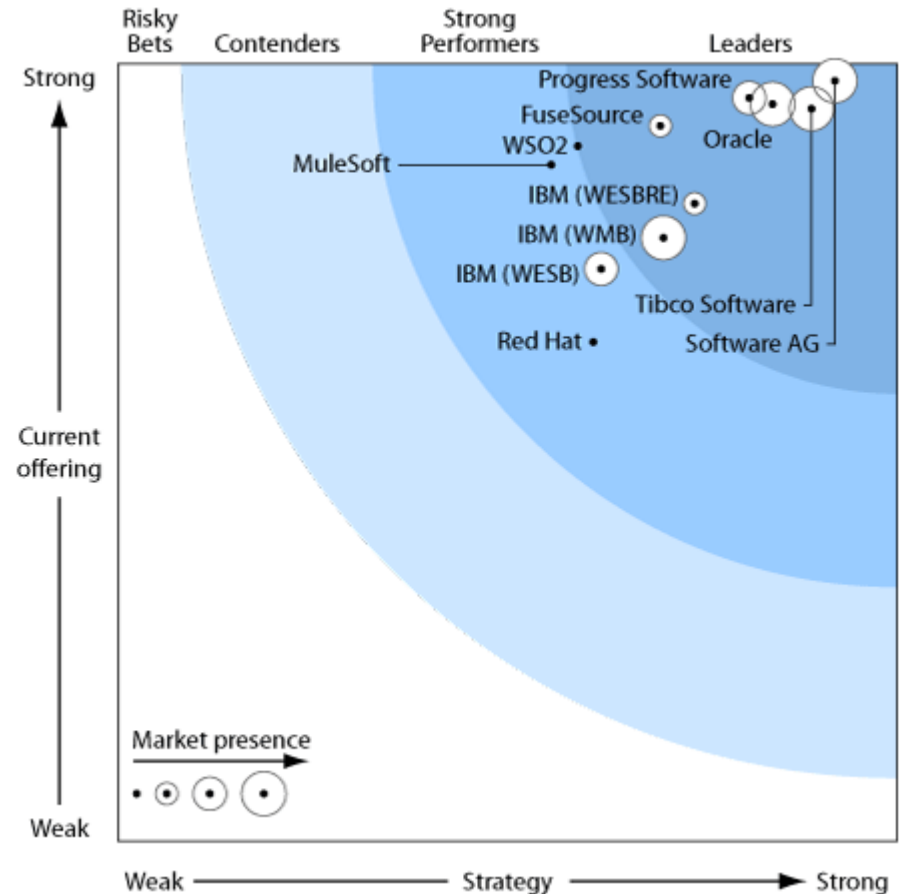 Risky
Bets
Contenders
Strong
Performers
Leaders
Strong
Progress Software
FuseSource
Oracle
WSO2
MuleSoft
IBM (WESBRE)
IBM (WMB)
IBM (WESB)
Tibco Software
Red Hat
Software AG
Current
offering
Market presence
Weak
Weak
Strategy
Strong